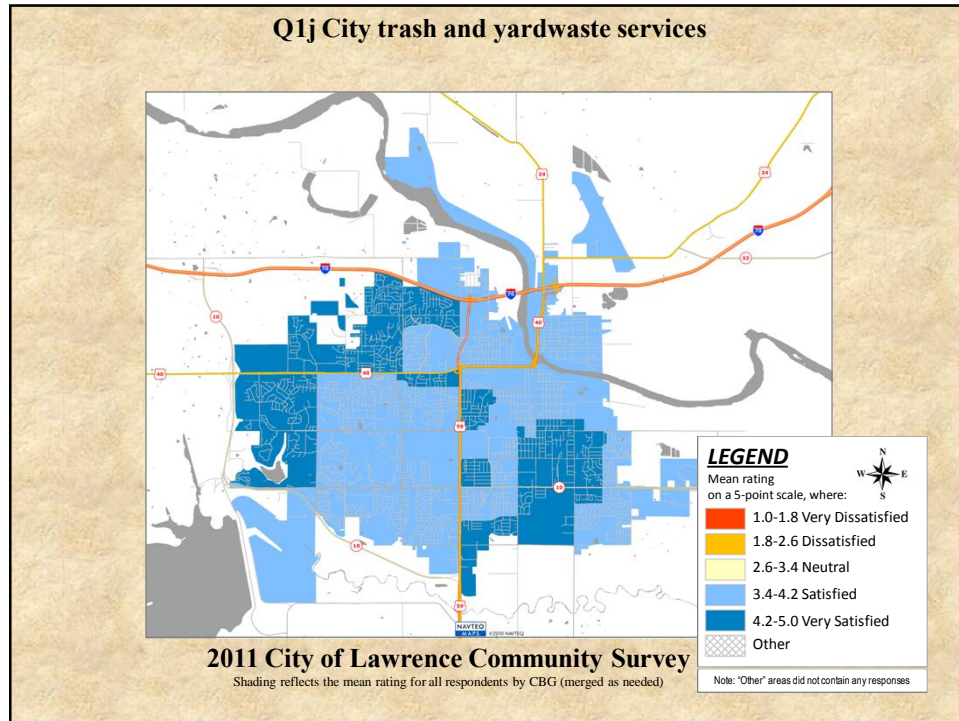 Q1j City trash and yardwaste services
24
24
70
32
70
70
10
40
40
40
59
10
10
59
NAVTEQ
MAPS
©2010 NAVTEQ
LEGEND
N
W E
S
Mean rating
on a 5-point scale, where:
1.0-1.8 Very Dissatisfied
1.8-2.6 Dissatisfied
2.6-3.4 Neutral
3.4-4.2 Satisfied
4.2-5.0 Very Satisfied
Other
Note: "Other" areas did not contain any responses
2011 City of Lawrence Community Survey
Shading reflects the mean rating for all respondents by CBG (merged as needed)